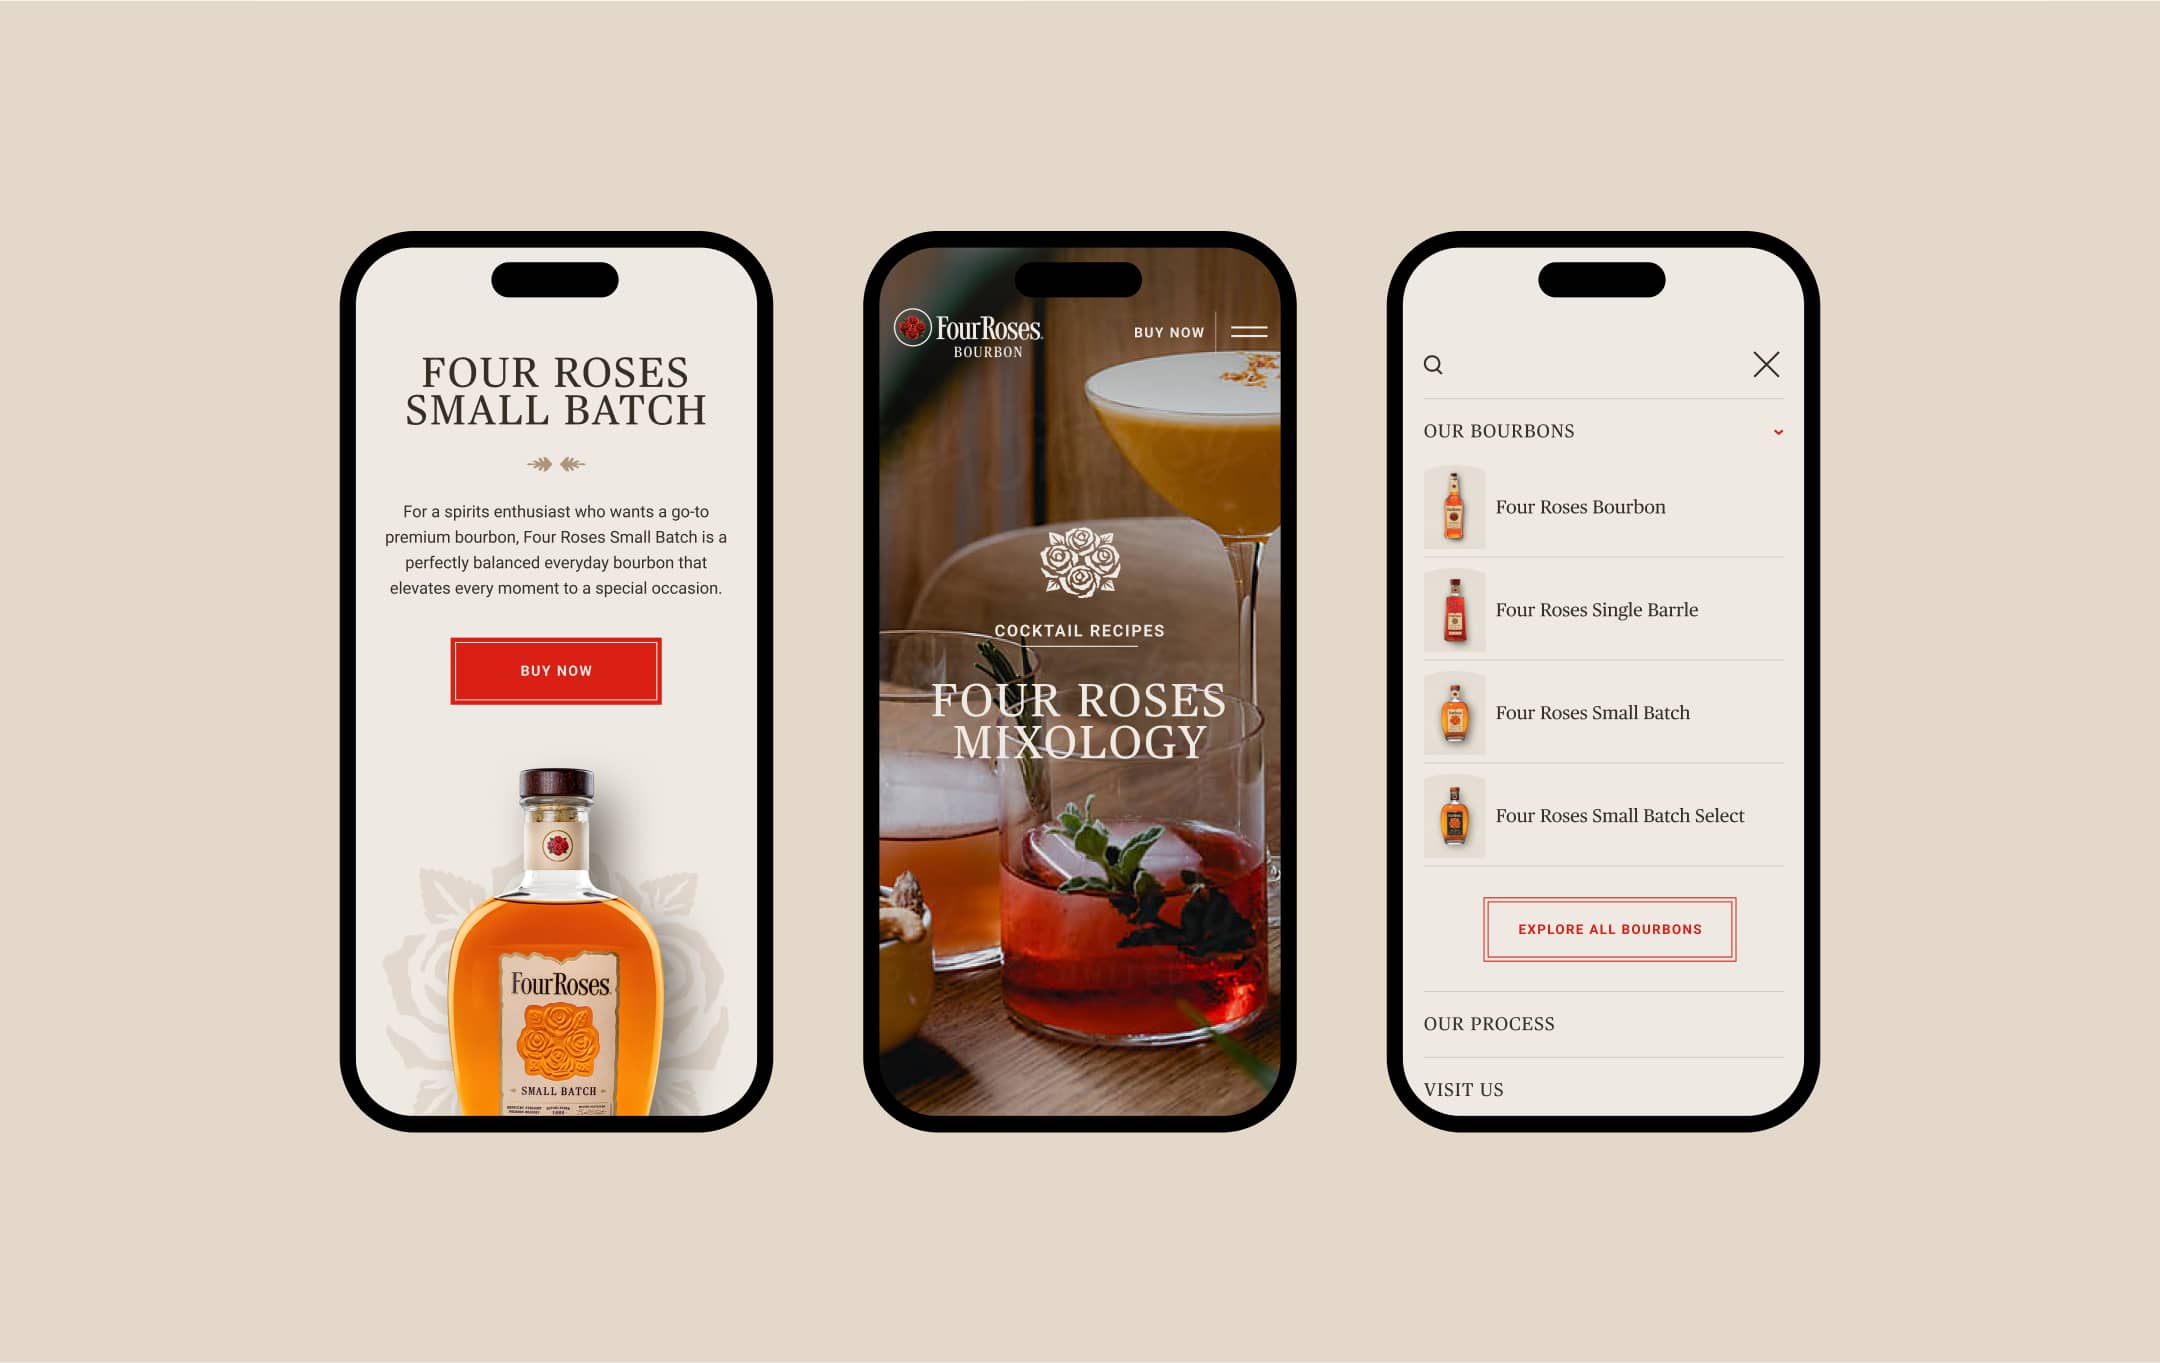 FOUR ROSES
SMALL BATCH
For a spirits enthusiast who wants a go-to
premium bourbon, Four Roses Small Batch is a
perfectly balanced everyday bourbon that
elevates every moment to a special occasion.
BUY NOW
FourRoses
SMALL BATCH
FourRoses
BOURBON
BUY NOW
COCKTAIL RECIPES
FOUR ROSES
MIXOLOGY
OUR BOURBONS
Four Roses Bourbon
Four Roses Single Barrle
Four Roses Small Batch
Four Roses Small Batch Select
EXPLORE ALL BOURBONS
OUR PROCESS
VISIT US